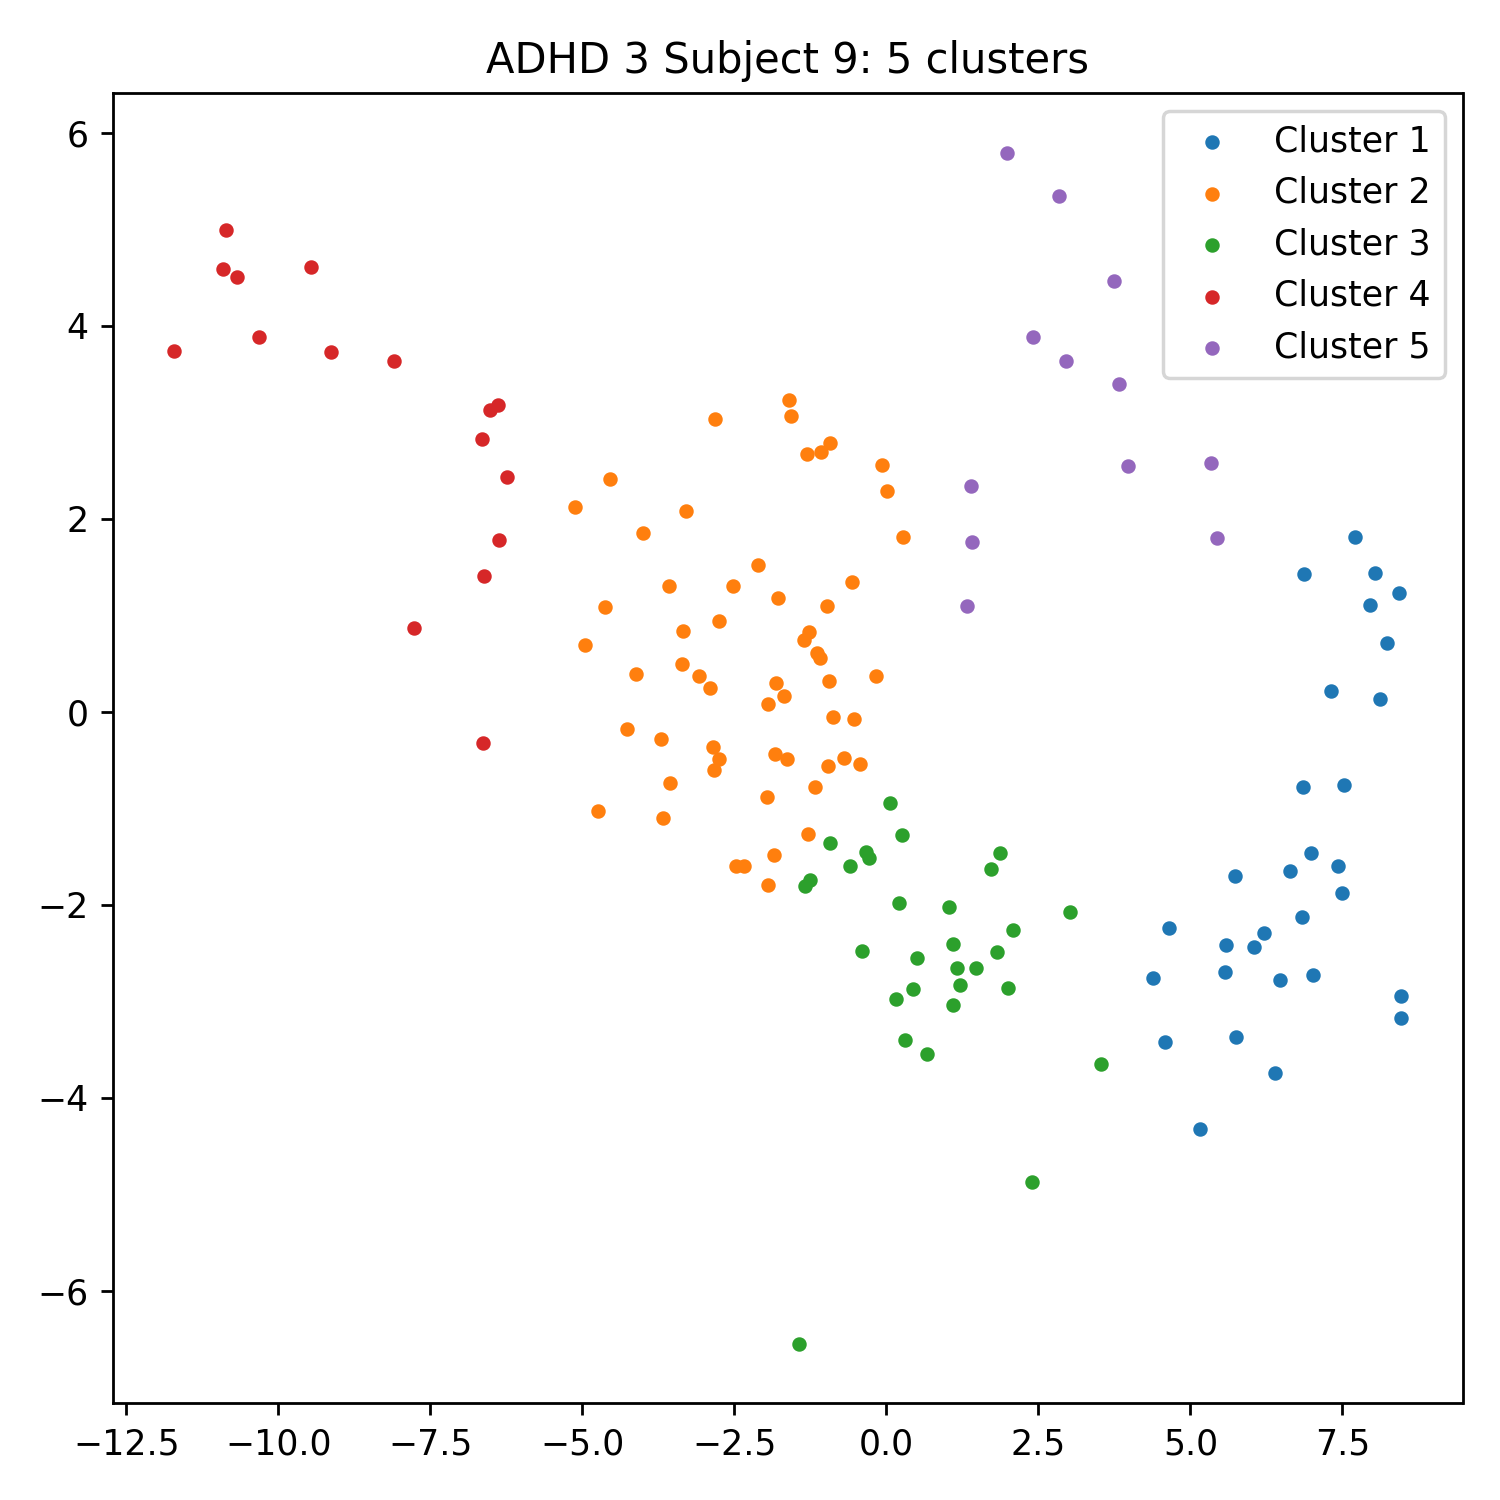 ADHD 3 Subject 9: 5 clusters
Cluster 1
Cluster 2
Cluster 3
Cluster 4
Cluster 5
6
4
2
0
−2
−4
−6
−12.5 −10.0 −7.5 −5.0 −2.5 0.0 2.5 5.0 7.5